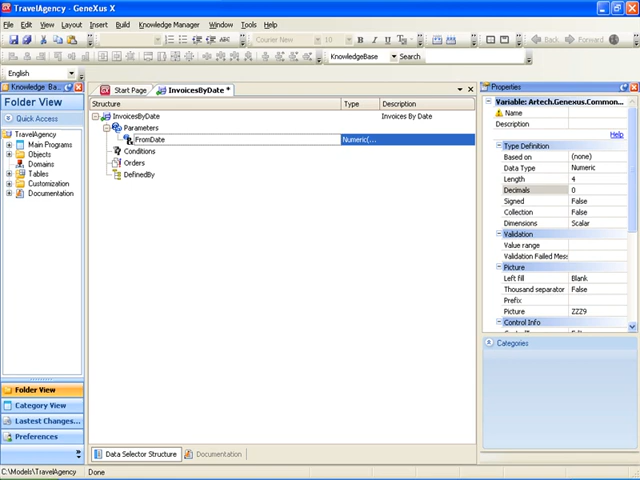 TravelAgency - GeneXus X
File Edit View Layout Insert Build Knowledge Manager Window Tools Help
Courier New 10 Back Forward
KnowledgeBase Search
English
Knowledge Ba...
Folder View
Quick Access
TravelAgency
Main Programs
Objects
Domains
Tables
Customization
Documentation
Folder View
Category View
Lastest Changes...
Preferences
Start Page InvoicesByDate *
Structure Type Description
InvoicesByDate Invoices By Date
Parameters
FromDate Numeric(...
Conditions
Orders
DefinedBy
Data Selector Structure Documentation
Properties
Variable: Artech.Genexus.Common...
Name
Description
Help
Type Definition
Based on (none)
Data Type Numeric
Length 4
Decimals 0
Signed False
Collection False
Dimensions Scalar
Validation
Value range
Validation Failed Mess
Picture
Left fill Blank
Thousand separator False
Prefix
Picture ZZZ9
Control Info
Categories
C:\Models\TravelAgency Done